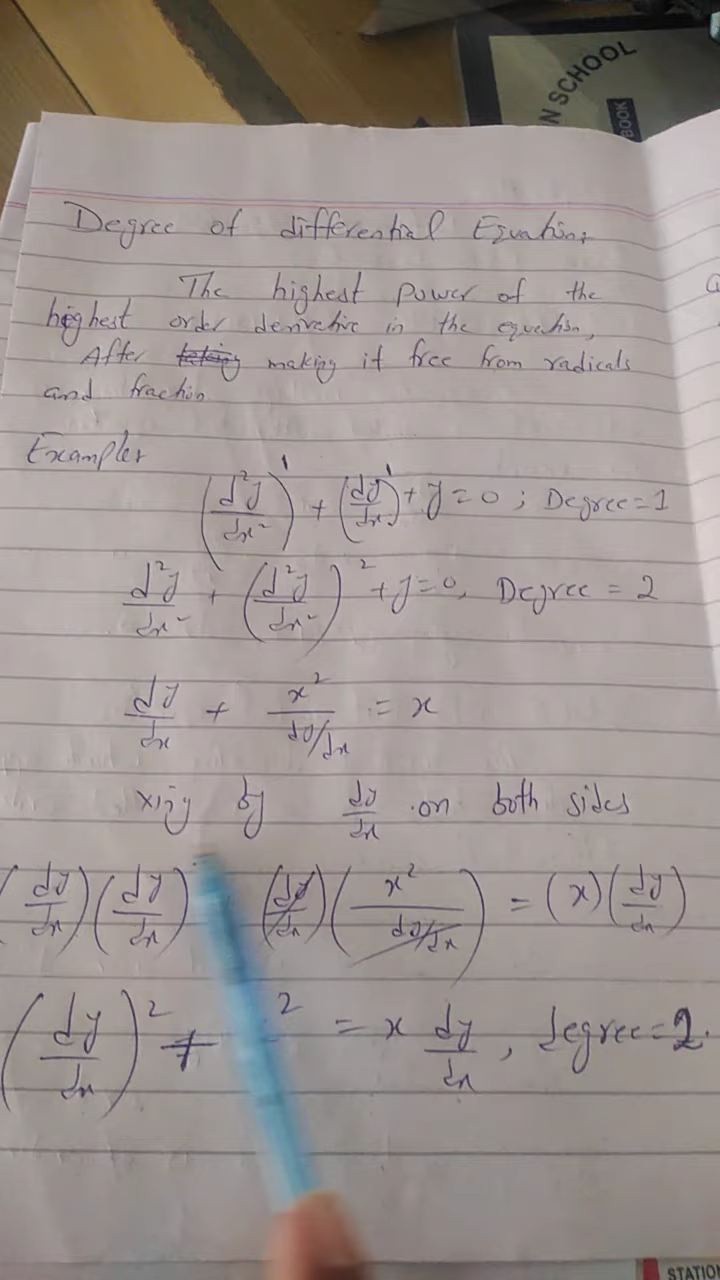 N SCHOOL
BOOK
Degree of differential Equation;
The highest power of the
highest order derivative in the equation,
After taking making it free from radicals
and fraction
Examples
(d²y/dx²)¹ + (dy/dx)¹ + y = 0 ; Degree = 1
d²y/dx² + (d²y/dx²)² + y = 0, Degree = 2
dy/dx + x²/dy/dx = x
xing by dy/dx on both sides
(dy/dx)(dy/dx) (dy/dx)(x²/dy/dx) = (x)(dy/dx)
(dy/dx)² + ² = x dy/dx, degree = 2.
STATIO